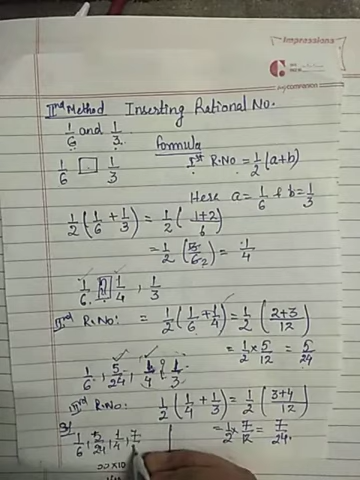 Impressions
IInd Method Inserting Rational No.
1/6 and 1/3
Formula
1/6 □ 1/3
Ist R.No = 1/2 (a+b)
Here a = 1/6 & b = 1/3
1/2 (1/6 + 1/3) = 1/2 (1+2/6)
= 1/2 (3/6 2) = 1/4
1/6 1/4 , 1/3
IInd R.No: = 1/2 (1/6 + 1/4) = 1/2 (2+3/12)
= 1/2 × 5/12 = 5/24
1/6 , 5/24 , 1/4 1/3
IIIrd R.No: 1/2 (1/4 + 1/3) = 1/2 (3+4/12)
1/6 , 5/24 , 1/4 , 7
= 1/2 × 7/12 = 7/24